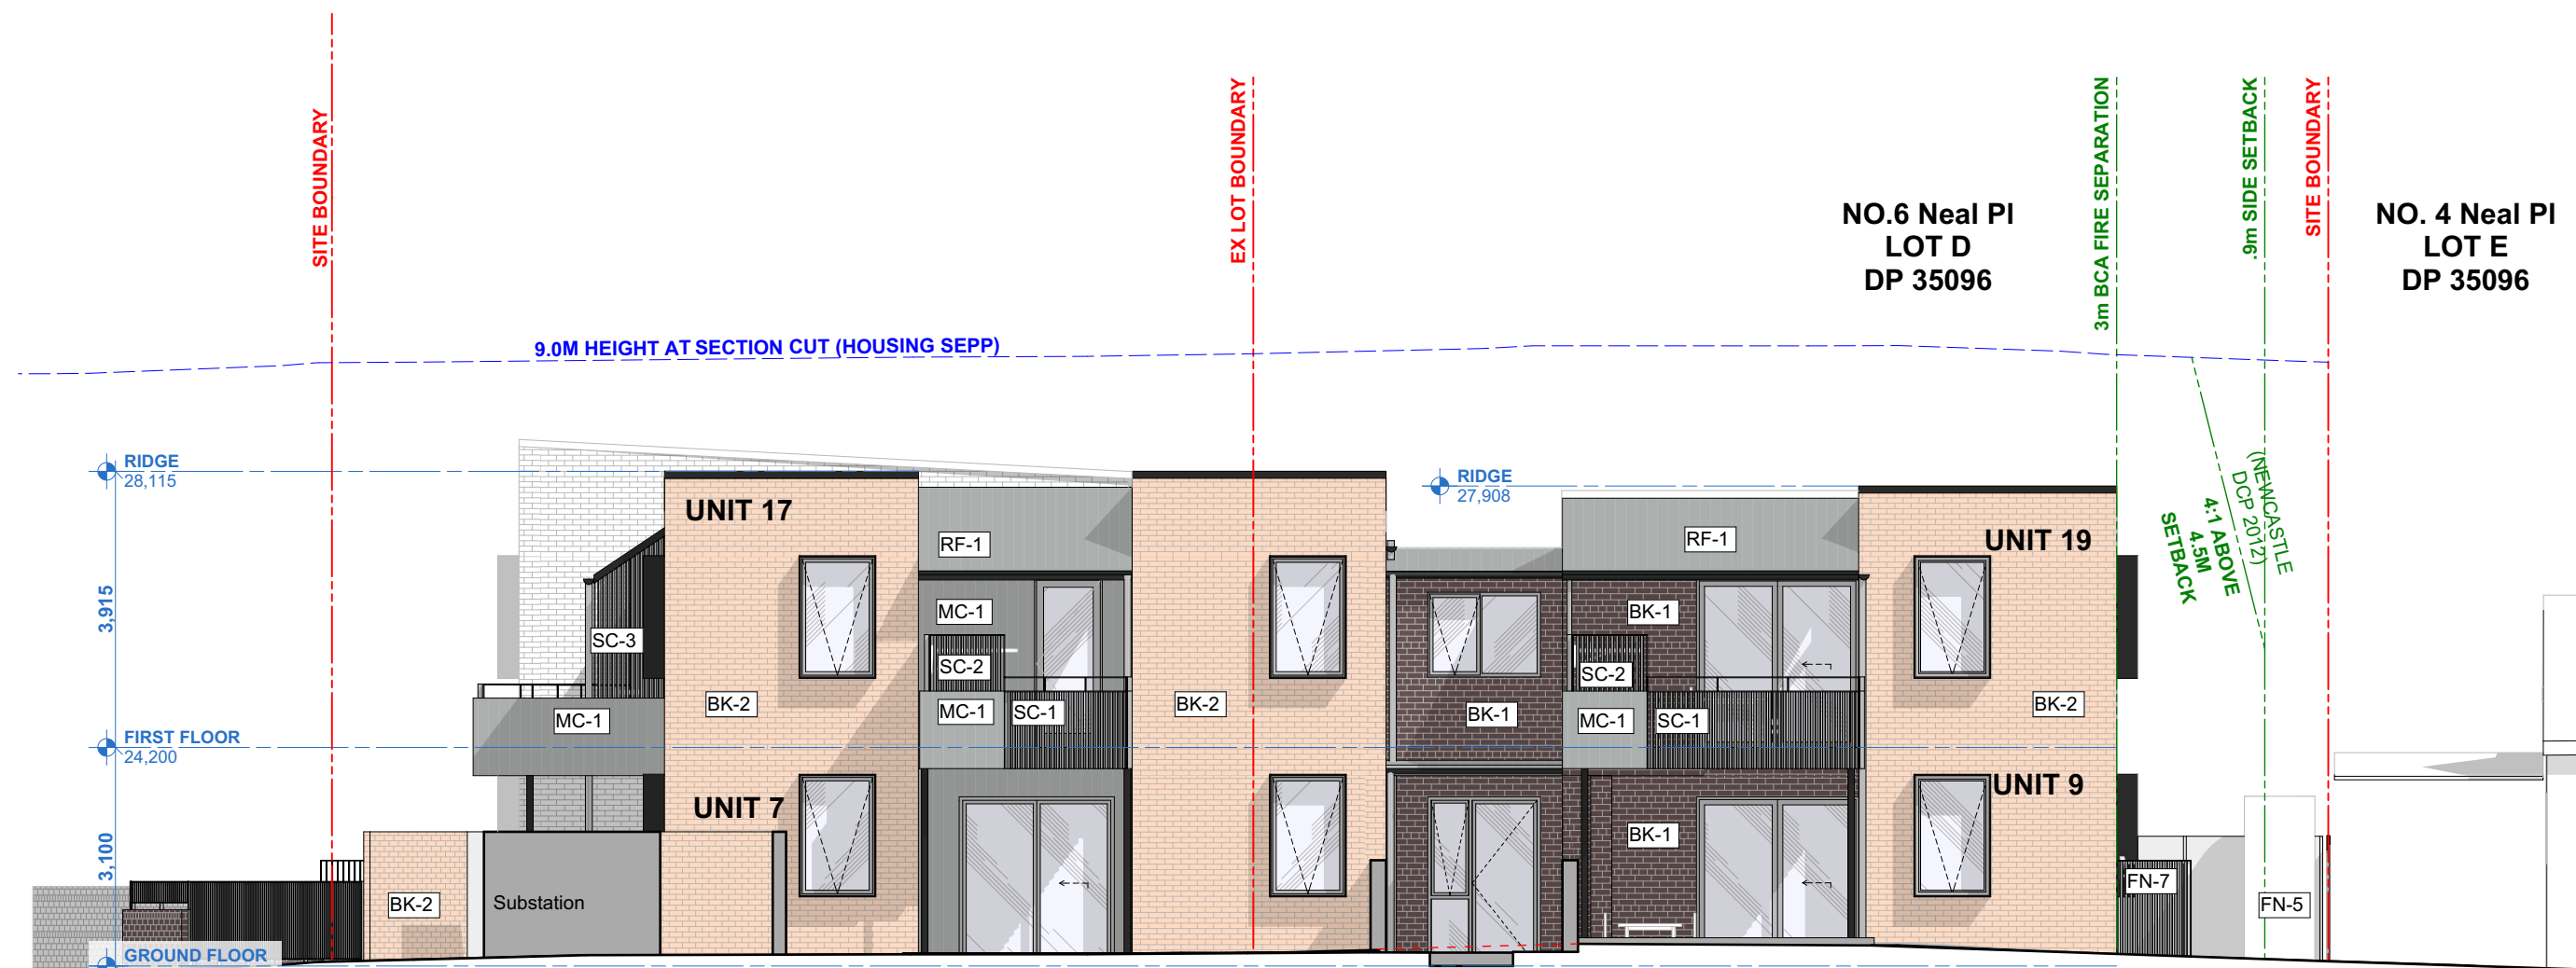 SITE BOUNDARY
EX LOT BOUNDARY
3m BCA FIRE SEPARATION
.9m SIDE SETBACK
SITE BOUNDARY
NO.6 Neal Pl
LOT D
DP 35096
NO. 4 Neal Pl
LOT E
DP 35096
9.0M HEIGHT AT SECTION CUT (HOUSING SEPP)
RIDGE
28,115
RIDGE
27,908
(NEWCASTLE
DCP 2012)
4:1 ABOVE
4.5M
SETBACK
UNIT 17
UNIT 19
RF-1
RF-1
3,915
MC-1
BK-1
SC-3
SC-2
SC-2
BK-2
BK-2
BK-2
MC-1
MC-1
SC-1
BK-1
MC-1
SC-1
FIRST FLOOR
24,200
UNIT 7
UNIT 9
3,100
BK-1
BK-2
Substation
FN-7
FN-5
GROUND FLOOR